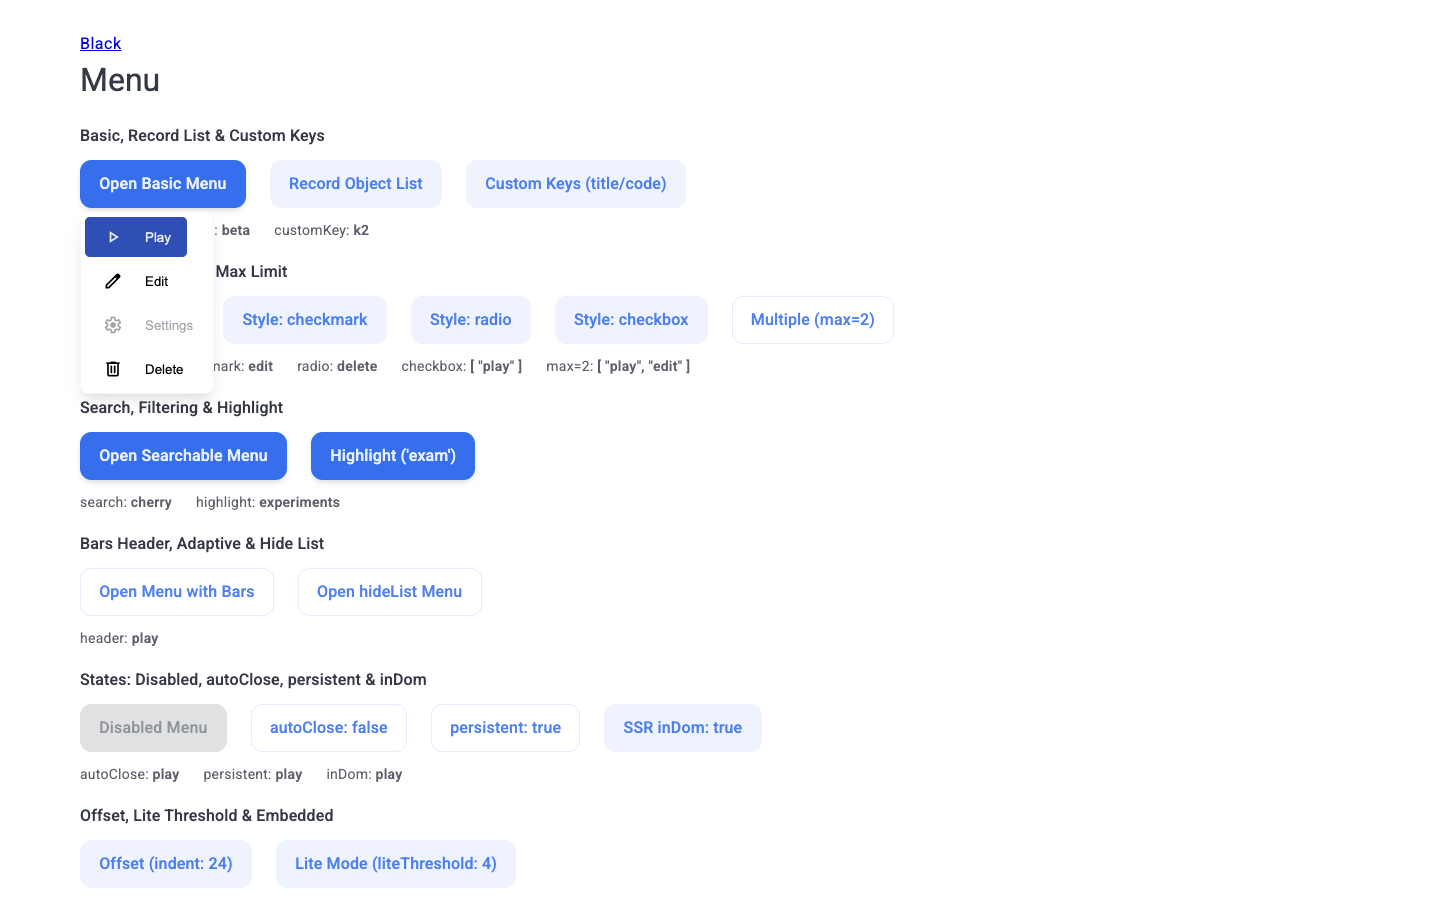 Black
Menu
Basic, Record List & Custom Keys
Open Basic Menu Record Object List Custom Keys (title/code)
: beta customKey: k2
Play
Edit
Settings
Delete
Max Limit
Style: checkmark Style: radio Style: checkbox Multiple (max=2)
mark: edit radio: delete checkbox: [ "play" ] max=2: [ "play", "edit" ]
Search, Filtering & Highlight
Open Searchable Menu Highlight ('exam')
search: cherry highlight: experiments
Bars Header, Adaptive & Hide List
Open Menu with Bars Open hideList Menu
header: play
States: Disabled, autoClose, persistent & inDom
Disabled Menu autoClose: false persistent: true SSR inDom: true
autoClose: play persistent: play inDom: play
Offset, Lite Threshold & Embedded
Offset (indent: 24) Lite Mode (liteThreshold: 4)